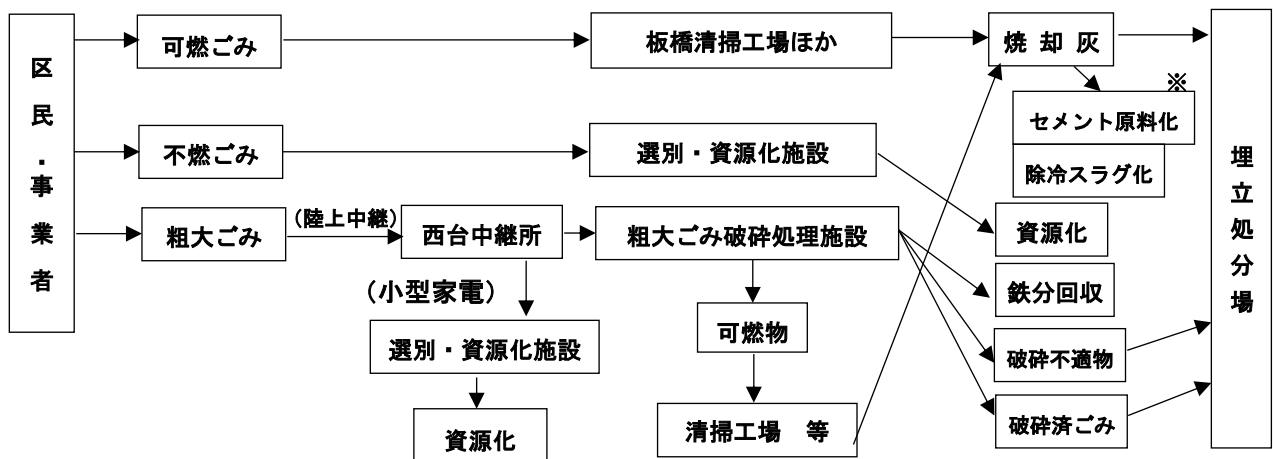 区民・事業者
可燃ごみ
板橋清掃工場ほか
焼却灰
※
セメント原料化
除冷スラグ化
不燃ごみ
選別・資源化施設
資源化
粗大ごみ
（陸上中継）
西台中継所
粗大ごみ破砕処理施設
鉄分回収
（小型家電）
選別・資源化施設
資源化
可燃物
清掃工場　等
破砕不適物
破砕済ごみ
埋立処分場